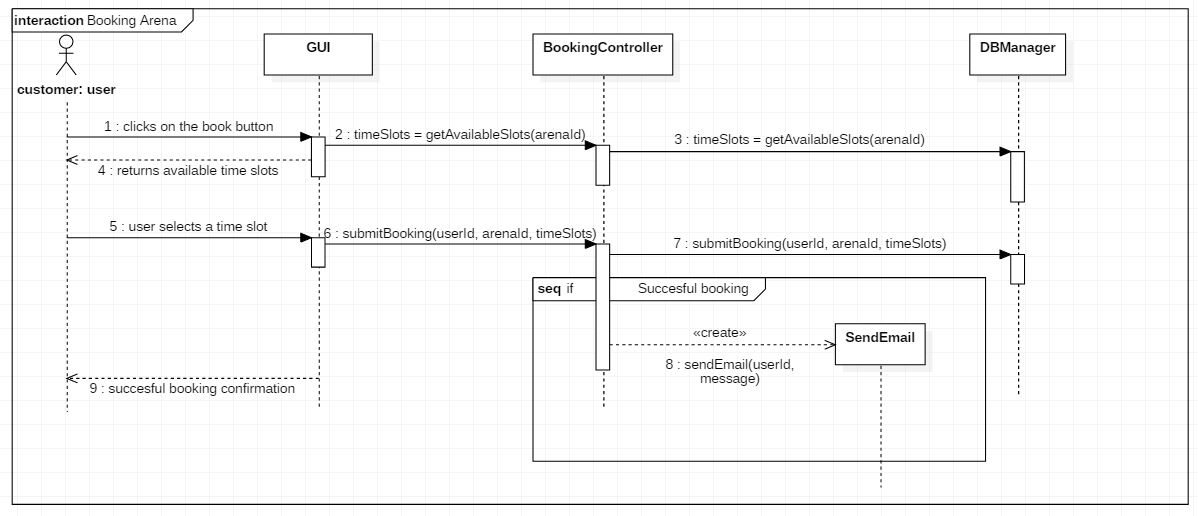 interaction Booking Arena
GUI
BookingController
DBManager
customer: user
1 : clicks on the book button
2 : timeSlots = getAvailableSlots(arenaId)
3 : timeSlots = getAvailableSlots(arenaId)
4 : returns available time slots
5 : user selects a time slot
6 : submitBooking(userId, arenaId, timeSlots)
7 : submitBooking(userId, arenaId, timeSlots)
seq if Succesful booking
«create»
SendEmail
8 : sendEmail(userId,
message)
9 : succesful booking confirmation